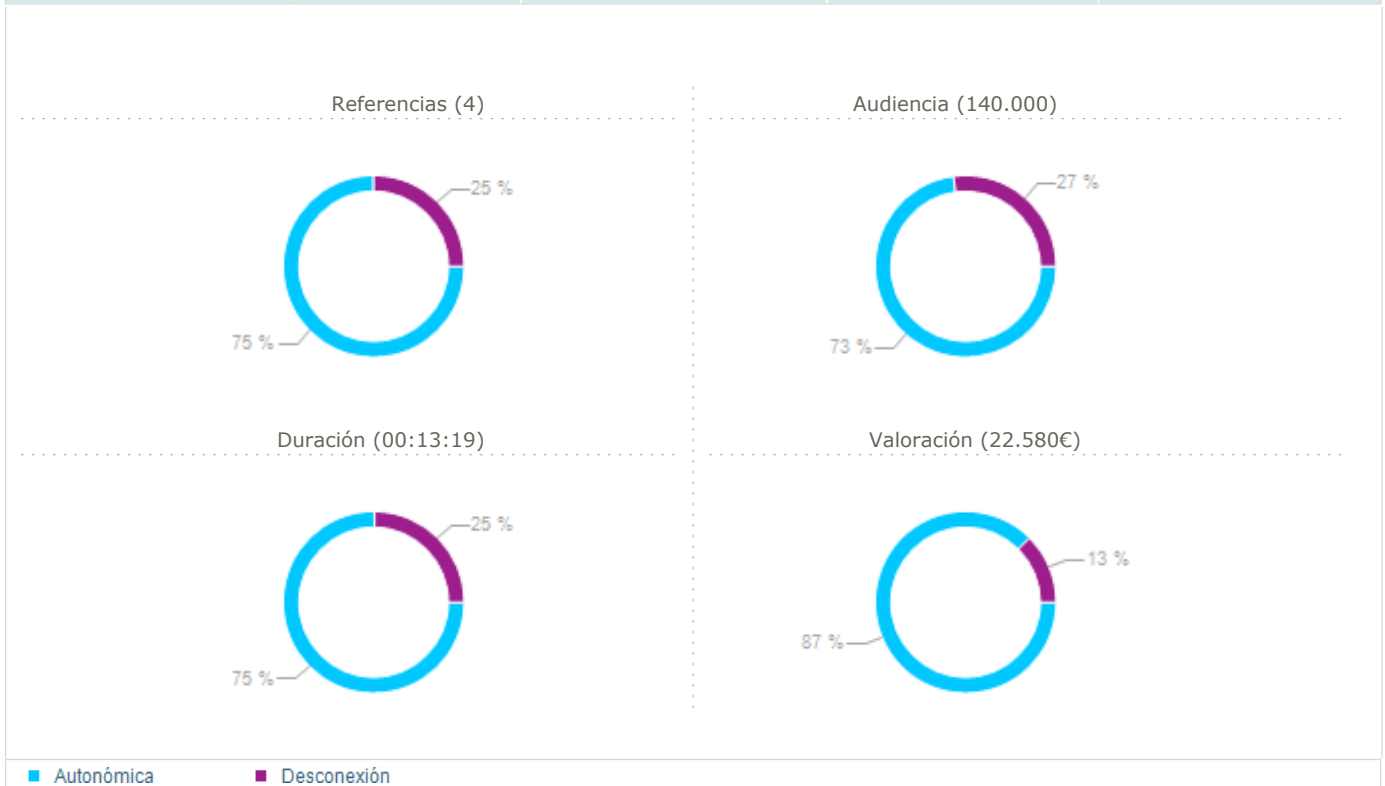 Referencias (4)
25 %
75 %
Audiencia (140.000)
27 %
73 %
Duración (00:13:19)
25 %
75 %
Valoración (22.580€)
13 %
87 %
Autonómica
Desconexión